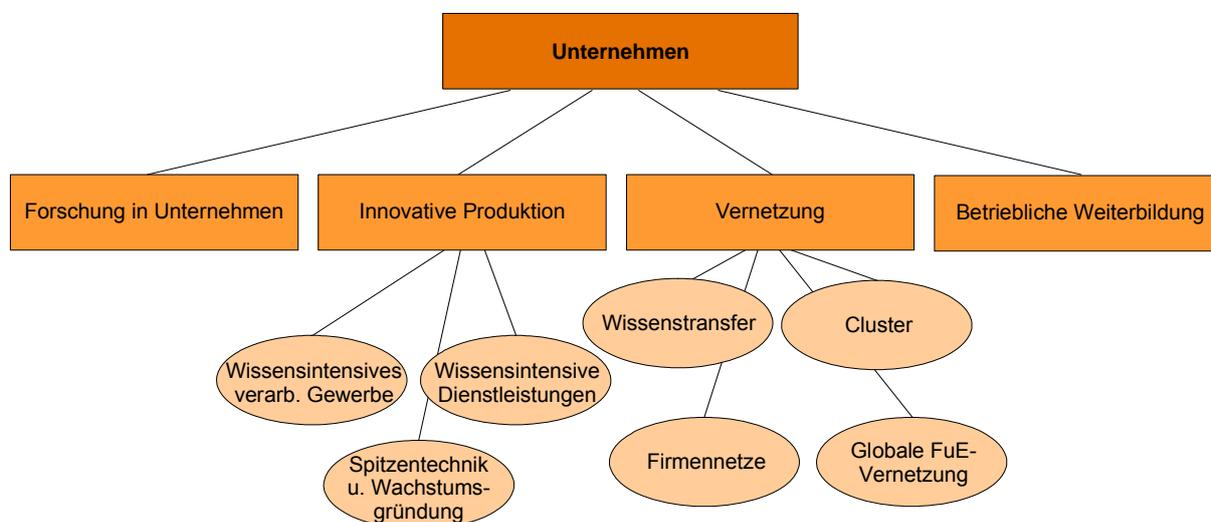 Unternehmen
Forschung in Unternehmen
Innovative Produktion
Vernetzung
Betriebliche Weiterbildung
Wissenstransfer
Cluster
Wissensintensives
verarb. Gewerbe
Wissensintensive
Dienstleistungen
Spitzentechnik
u. Wachstums-
gründung
Firmennetze
Globale FuE-
Vernetzung